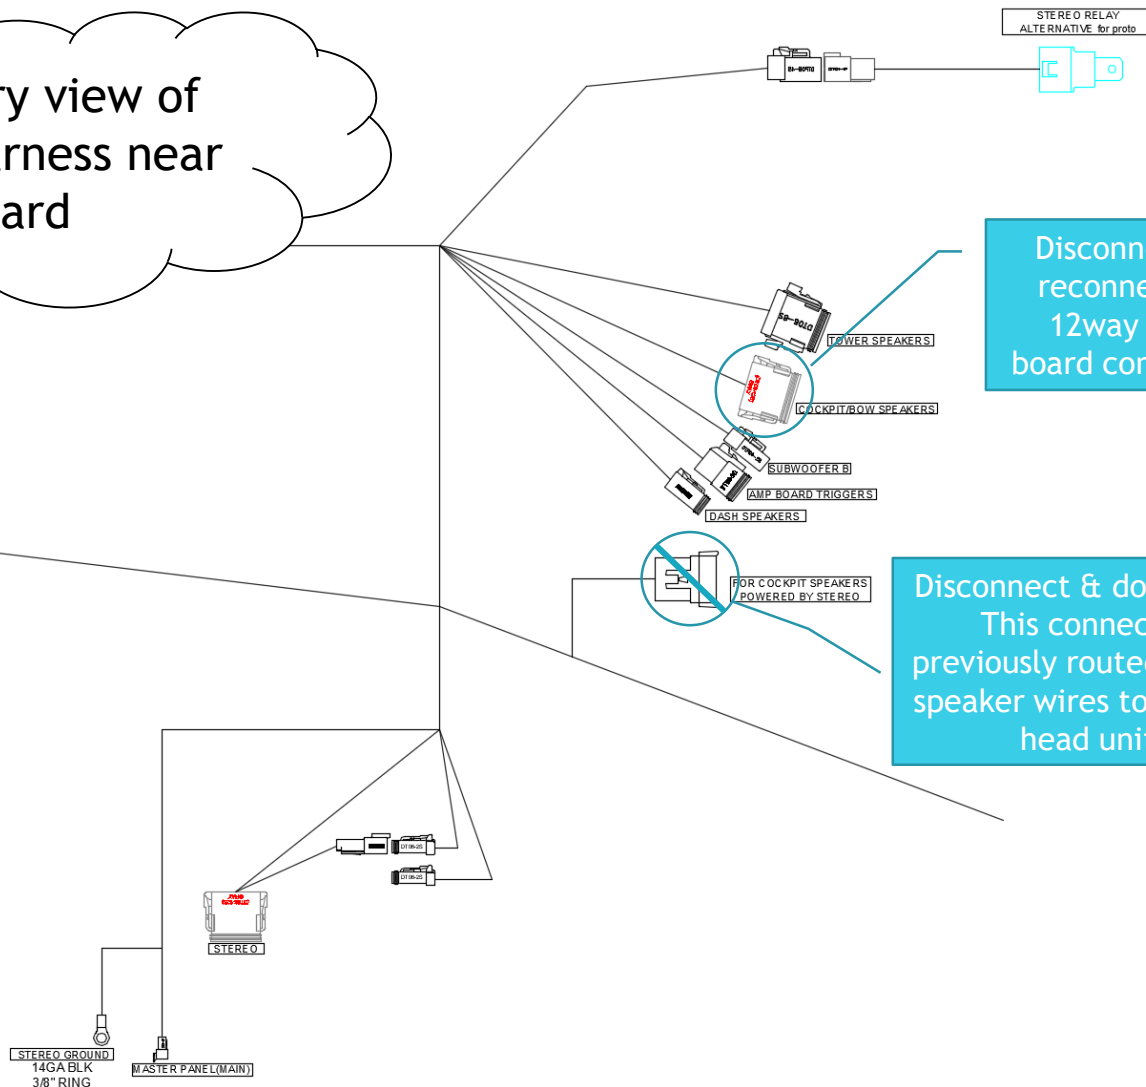 STEREO RELAY
ALTERNATIVE for proto
ry view of
arness near
ard
Disconn
reconne
12way
board con
DT06-6S
TOWER SPEAKERS
COCKPIT/BOW SPEAKERS
SUBWOOFER B
AMP BOARD TRIGGERS
DASH SPEAKERS
FOR COCKPIT SPEAKERS
POWERED BY STEREO
Disconnect & do
This connec
previously route
speaker wires to
head uni
DT06-2S
DT06-2S
STEREO
STEREO GROUND
14GA BLK
3/8" RING
MASTER PANEL(MAIN)